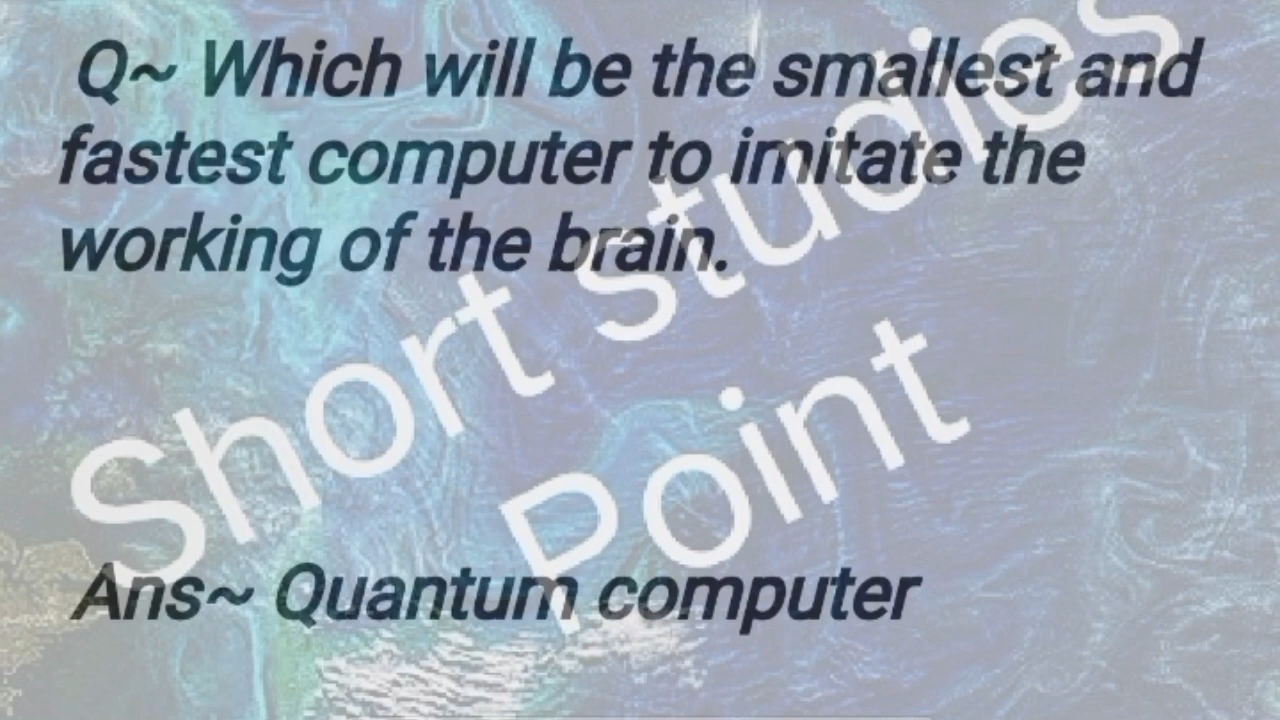 Q~ Which will be the smallest and
fastest computer to imitate the
working of the brain.
Short studies
Point
Ans~ Quantum computer